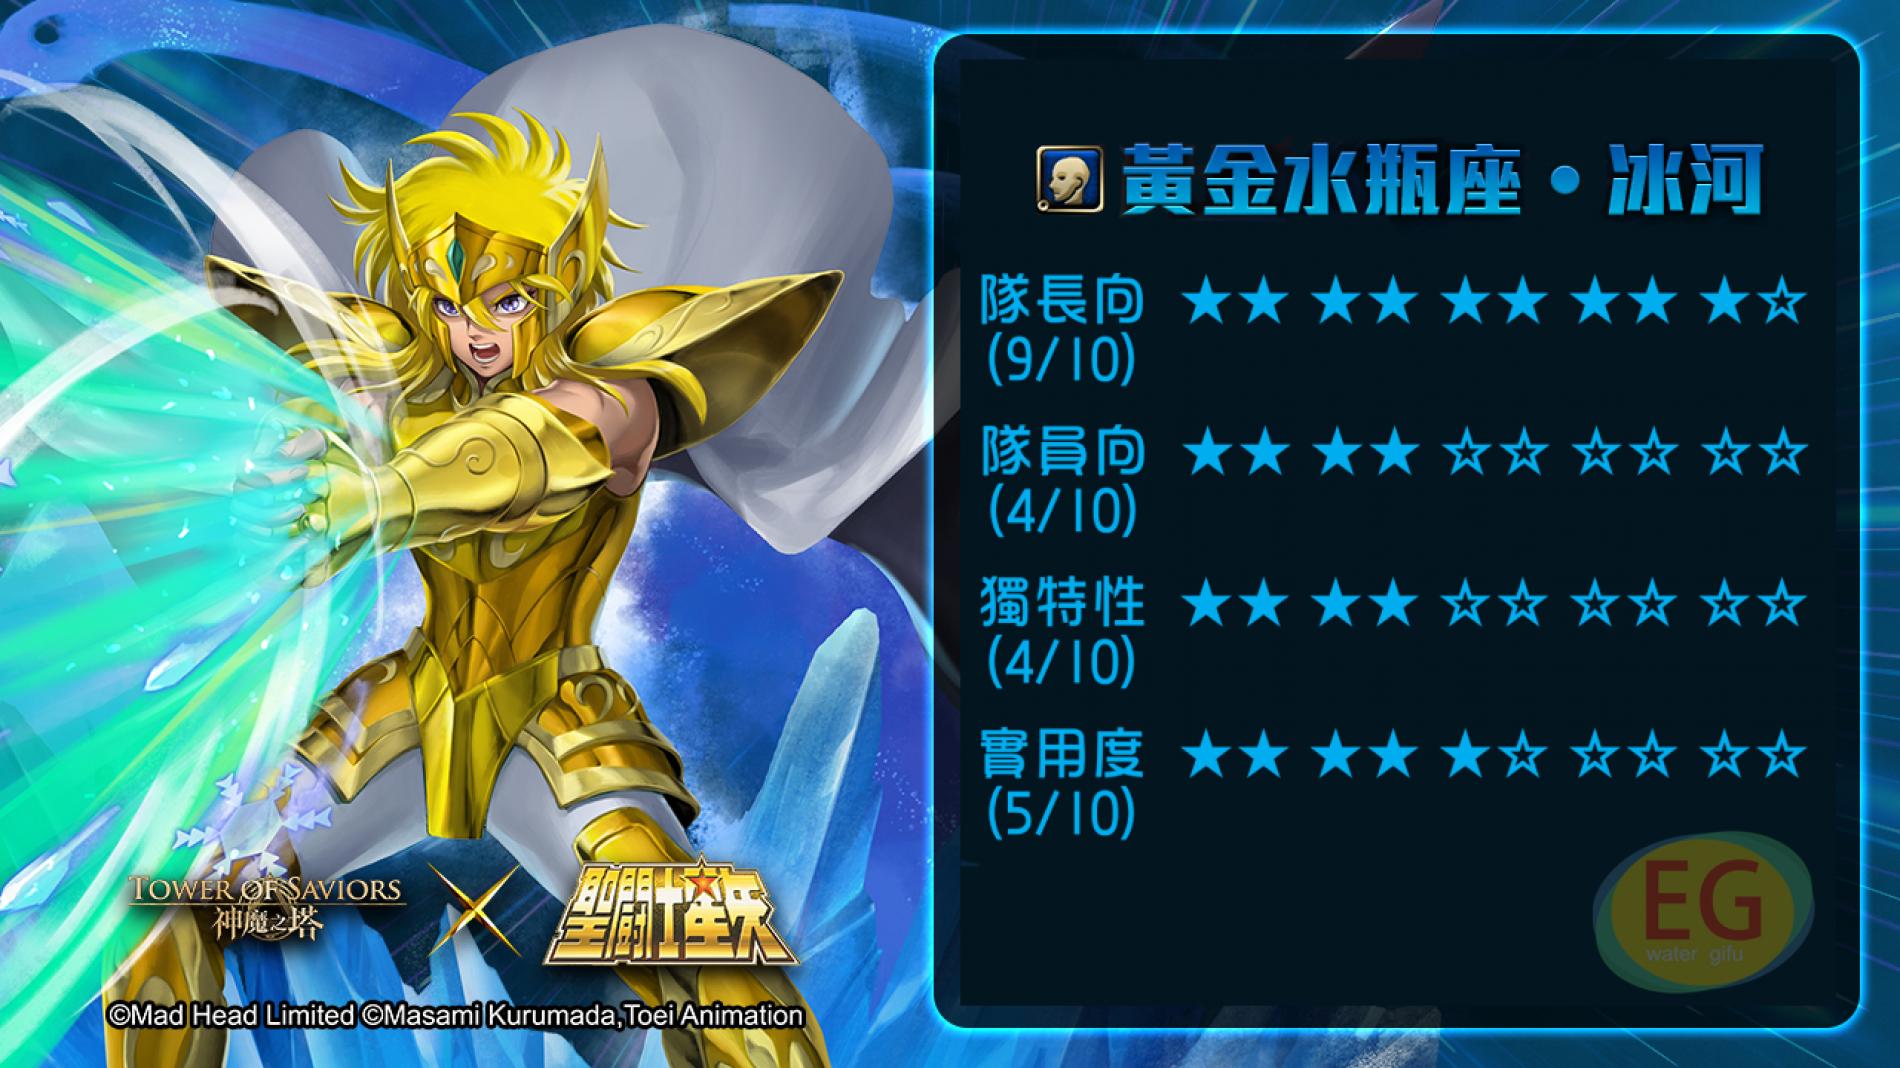 黃金水瓶座・冰河
隊長向 ★★ ★★ ★★ ★★ ★☆
(9/10)
隊員向 ★★ ★★ ☆☆ ☆☆ ☆☆
(4/10)
獨特性 ★★ ★★ ☆☆ ☆☆ ☆☆
(4/10)
實用度 ★★ ★★ ★☆ ☆☆ ☆☆
(5/10)
EG
water gifu
TOWER OF SAVIORS
神魔之塔
×
聖闘士星矢
©Mad Head Limited ©Masami Kurumada,Toei Animation